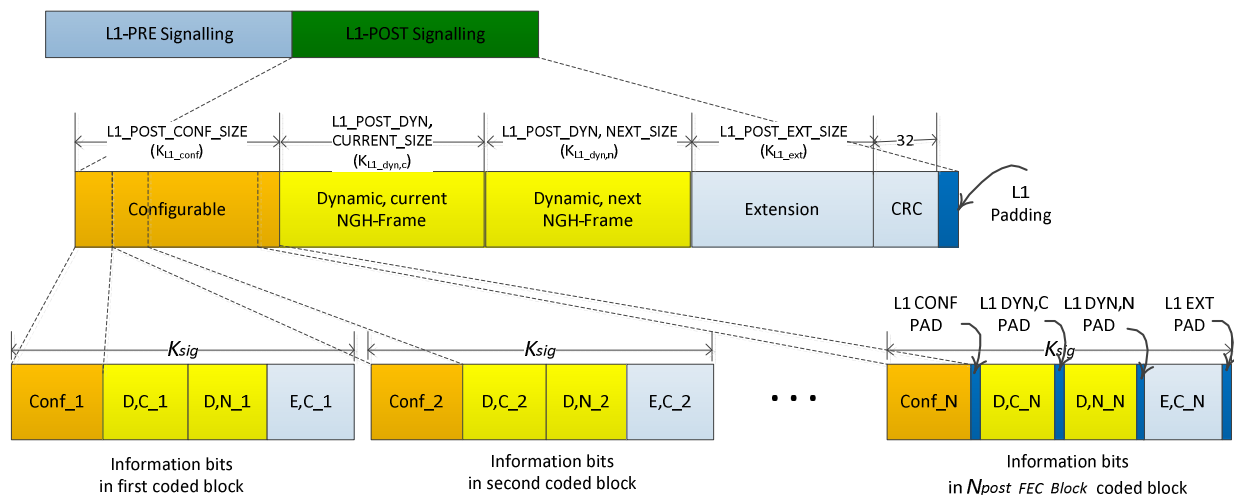 L1-PRE Signalling
L1-POST Signalling
L1_POST_CONF_SIZE
(KL1_conf)
L1_POST_DYN,
CURRENT_SIZE
(KL1_dyn,c)
L1_POST_DYN, NEXT_SIZE
(KL1_dyn,n)
L1_POST_EXT_SIZE
(KL1_ext)
32
Configurable
Dynamic, current
NGH-Frame
Dynamic, next
NGH-Frame
Extension
CRC
L1
Padding
L1 CONF
PAD
L1 DYN,C
PAD
L1 DYN,N
PAD
L1 EXT
PAD
Ksig
Ksig
Ksig
Conf_1
D,C_1
D,N_1
E,C_1
Conf_2
D,C_2
D,N_2
E,C_2
• • •
Conf_N
D,C_N
D,N_N
E,C_N
Information bits
in first coded block
Information bits
in second coded block
Information bits
in Npost_FEC_Block coded block